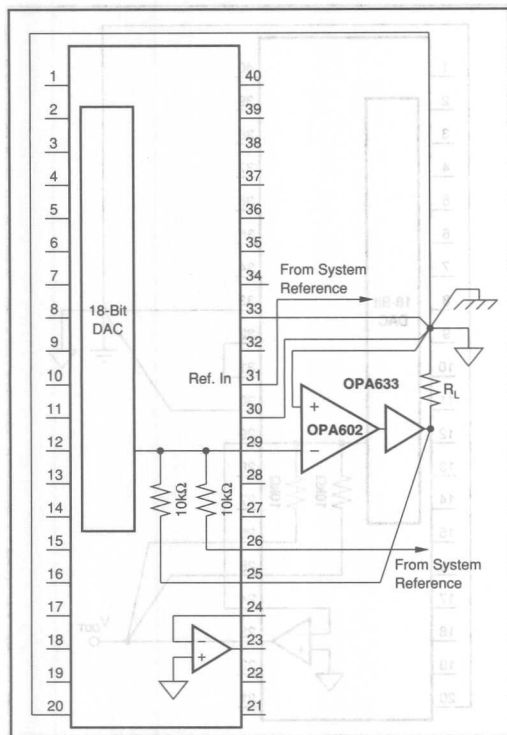 1 40
2 39
3 38
4 37
5 36
6 35
7 34
From System
Reference
8 33
18-Bit
DAC
9 32
10 Ref. In 31
OPA633
R_L
11 30
+
OPA602
12 29
−
13 28
10kΩ 10kΩ
14 27
15 26
From System
Reference
16 25
17 24
−
18 23
+
19 22
20 21